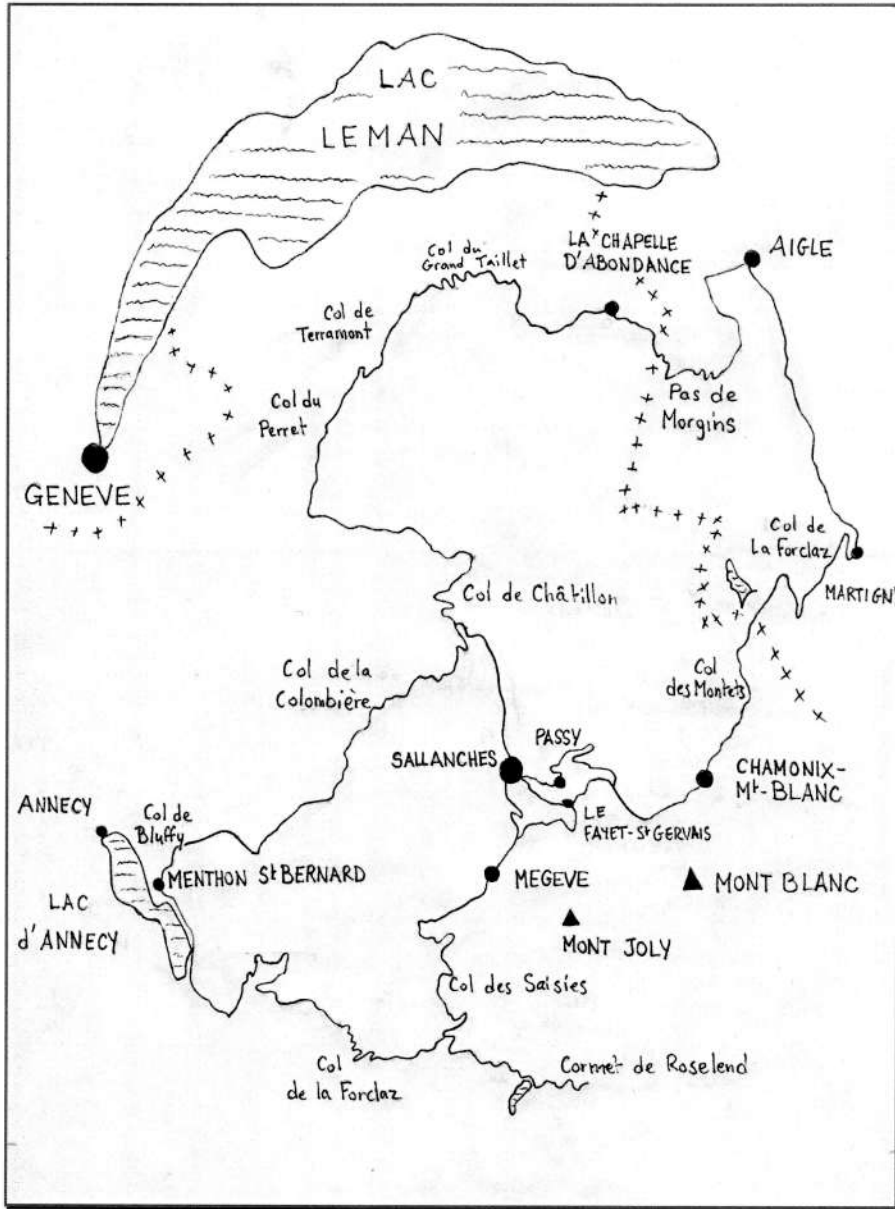 LAC
LEMAN
LA CHAPELLE
D'ABONDANCE
AIGLE
Col du
Grand Taillet
Col de
Terramont
Col du
Perret
Pas de
Morgins
GENEVE
Col de
La Forclaz
MARTIGNY
Col de Châtillon
Col de la
Colombière
Col
des Montets
SALLANCHES
PASSY
CHAMONIX-
Mt-BLANC
LE
FAYET-St GERVAIS
ANNECY
Col de
Bluffy
MENTHON St BERNARD
MEGEVE
MONT BLANC
LAC
d'ANNECY
MONT JOLY
Col des Saisies
Col
de la Forclaz
Cormet de Roselend